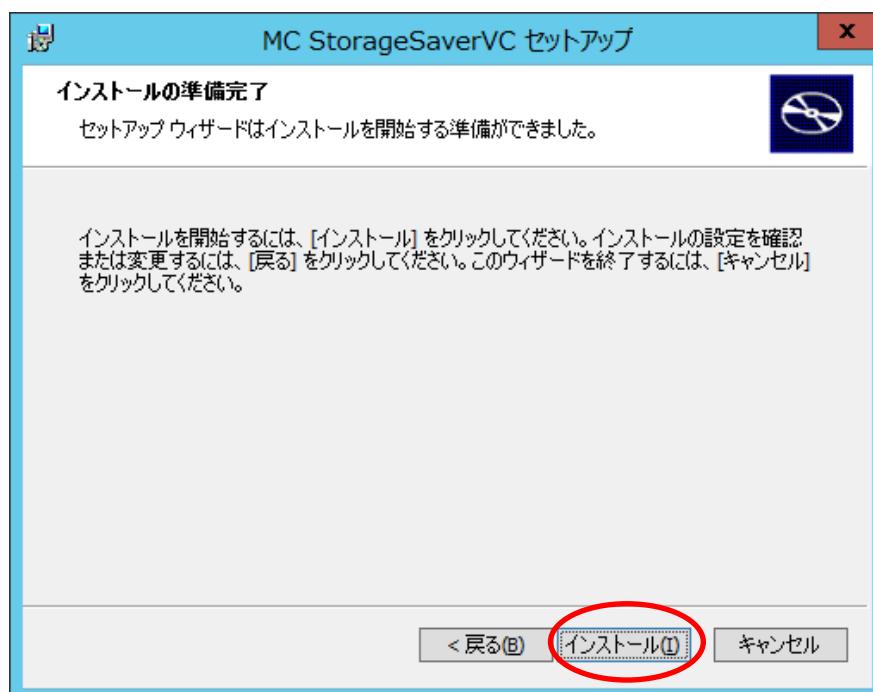 MC StorageSaverVC セットアップ
x
インストールの準備完了
セットアップ ウィザードはインストールを開始する準備ができました。
インストールを開始するには、[インストール] をクリックしてください。インストールの設定を確認
または変更するには、[戻る] をクリックしてください。このウィザードを終了するには、[キャンセル]
をクリックしてください。
< 戻る(B) インストール(I) キャンセル